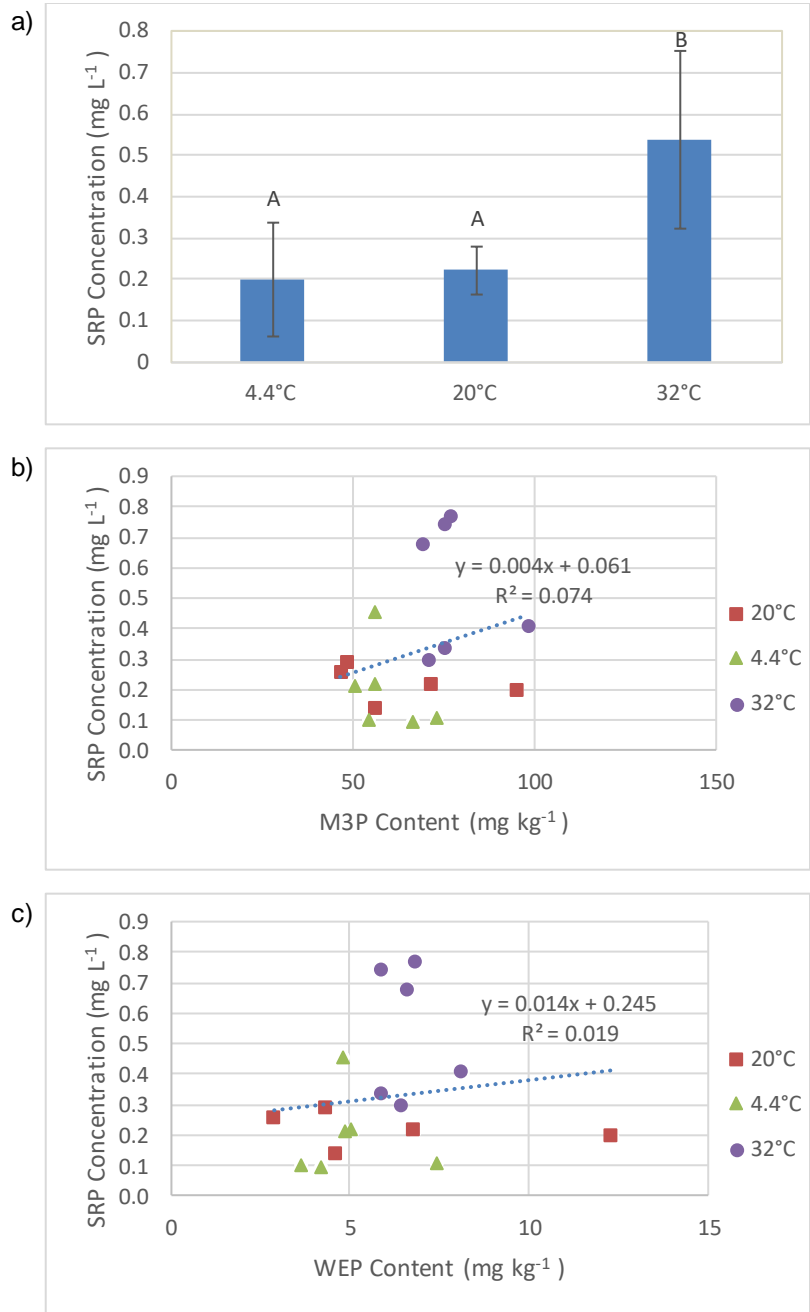 a)
SRP Concentration (mg L⁻¹)
0.8
0.7
0.6
0.5
0.4
0.3
0.2
0.1
0
A
A
B
4.4°C 20°C 32°C
b)
SRP Concentration (mg L⁻¹)
0.9
0.8
0.7
0.6
0.5
0.4
0.3
0.2
0.1
0.0
y = 0.004x + 0.061
R² = 0.074
20°C
4.4°C
32°C
0 50 100 150
M3P Content (mg kg⁻¹)
c)
SRP Concentration (mg L⁻¹)
0.9
0.8
0.7
0.6
0.5
0.4
0.3
0.2
0.1
0.0
y = 0.014x + 0.245
R² = 0.019
20°C
4.4°C
32°C
0 5 10 15
WEP Content (mg kg⁻¹)